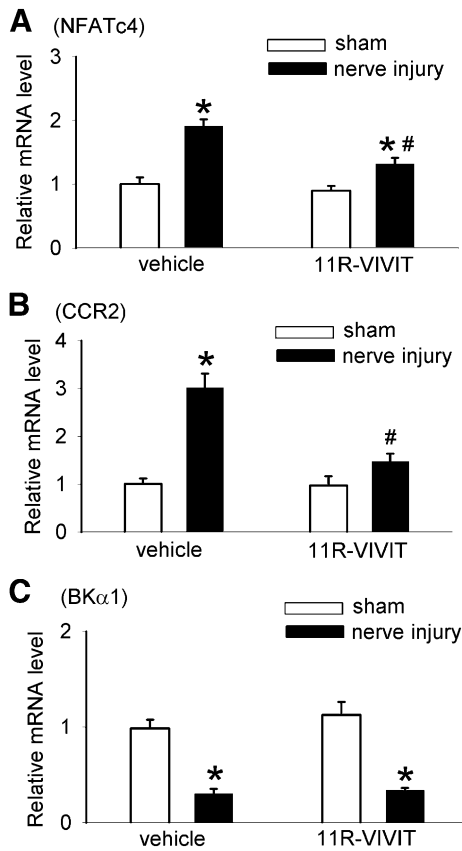 A (NFATc4)
sham
nerve injury
Relative mRNA level
3
2
1
0
*
* #
vehicle
11R-VIVIT
B (CCR2)
sham
nerve injury
Relative mRNA level
4
3
2
1
0
*
#
vehicle
11R-VIVIT
C (BKα1)
sham
nerve injury
Relative mRNA level
2
1
0
*
*
vehicle
11R-VIVIT